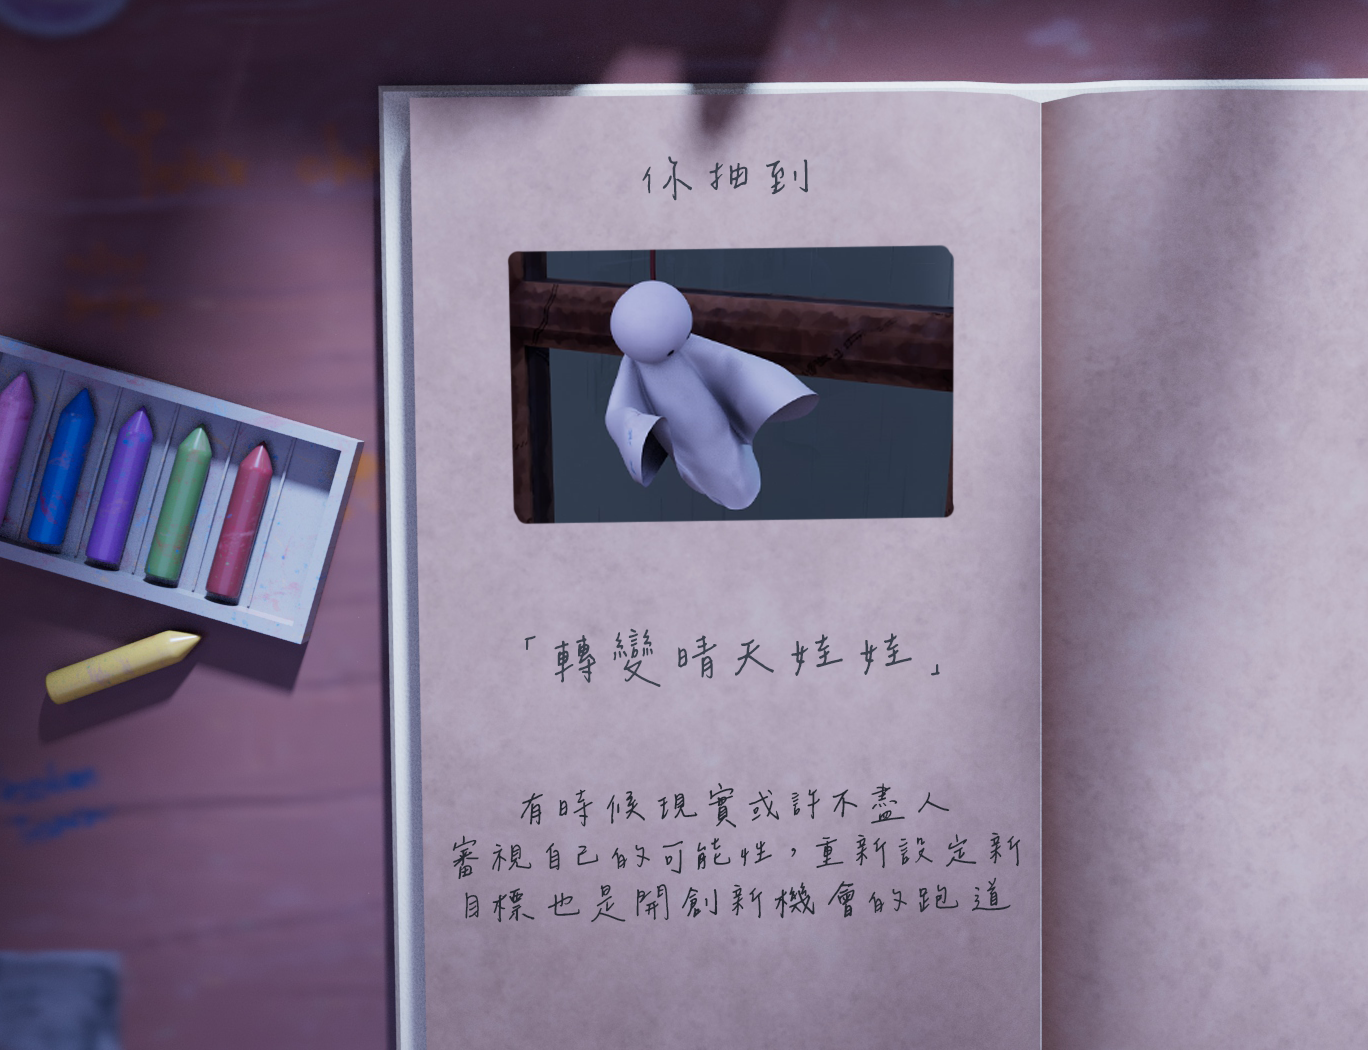 你抽到
「轉變晴天娃娃」
有時候現實或許不盡人
審視自己的可能性，重新設定新
目標也是開創新機會的跑道